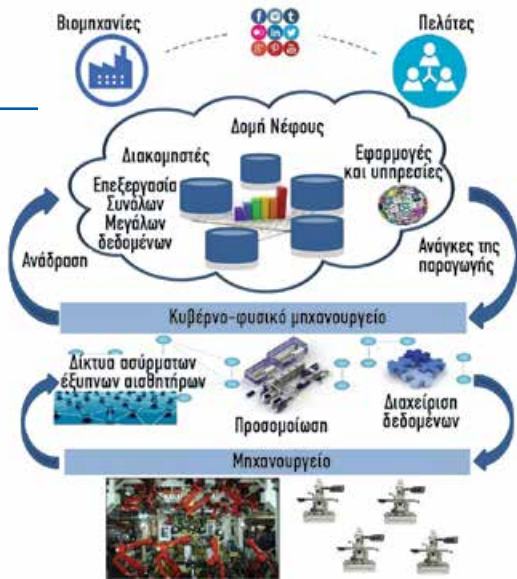 Βιομηχανίες
Πελάτες
Δομή Νέφους
Διακομηστές
Επεξεργασία
Συνόλων
Μεγάλων
δεδομένων
Εφαρμογές
και υπηρεσίες
Ανάδραση
Ανάγκες της
παραγωγής
Κυβέρνο-φυσικό μηχανουργείο
Δίκτυα ασύρματων
έξυπνων αισθητήρων
Προσομοίωση
Διαχείριση
δεδομένων
Μηχανουργείο